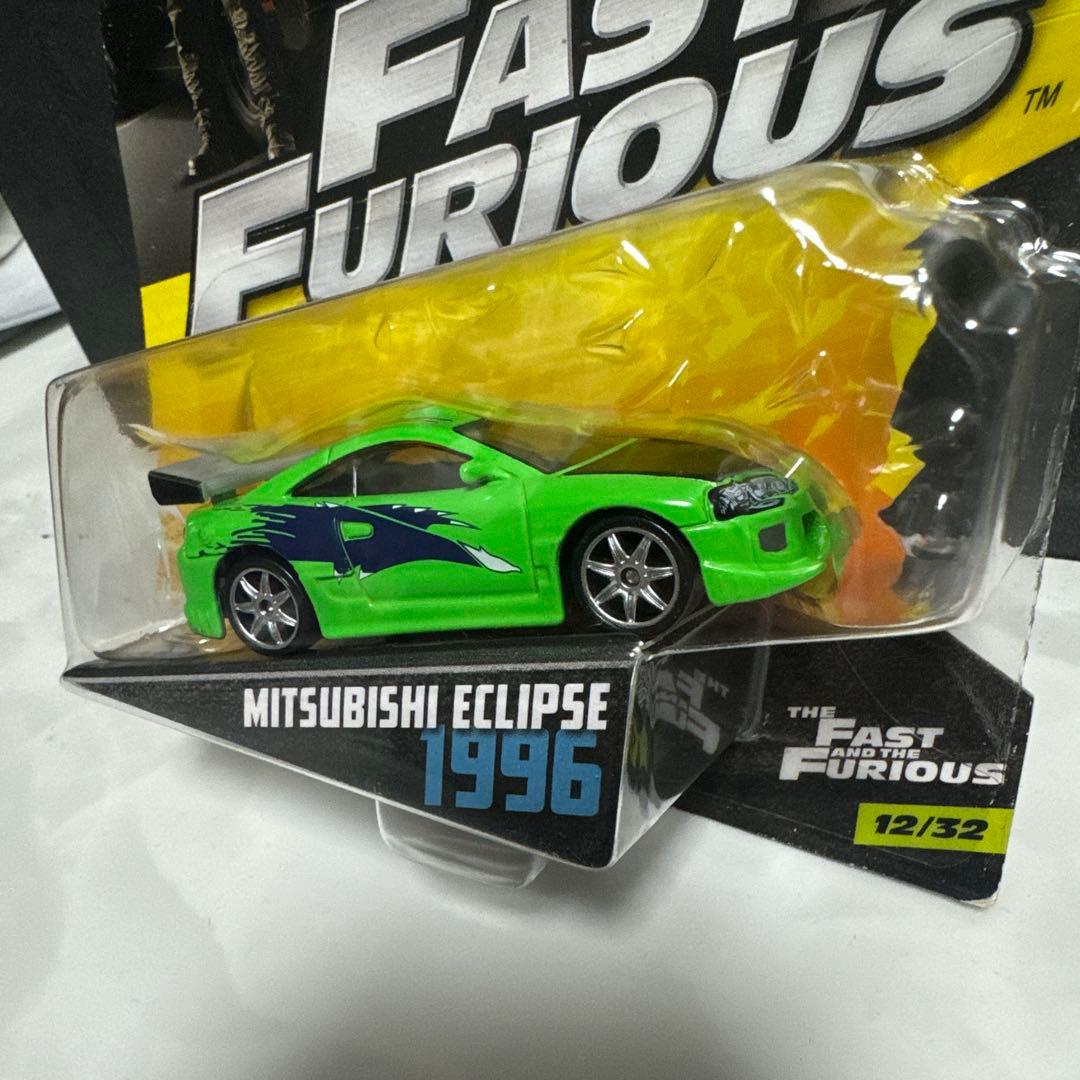 FAST
FURIOUS
TM
MITSUBISHI ECLIPSE
1996
THE
FAST
AND THE
FURIOUS
12/32